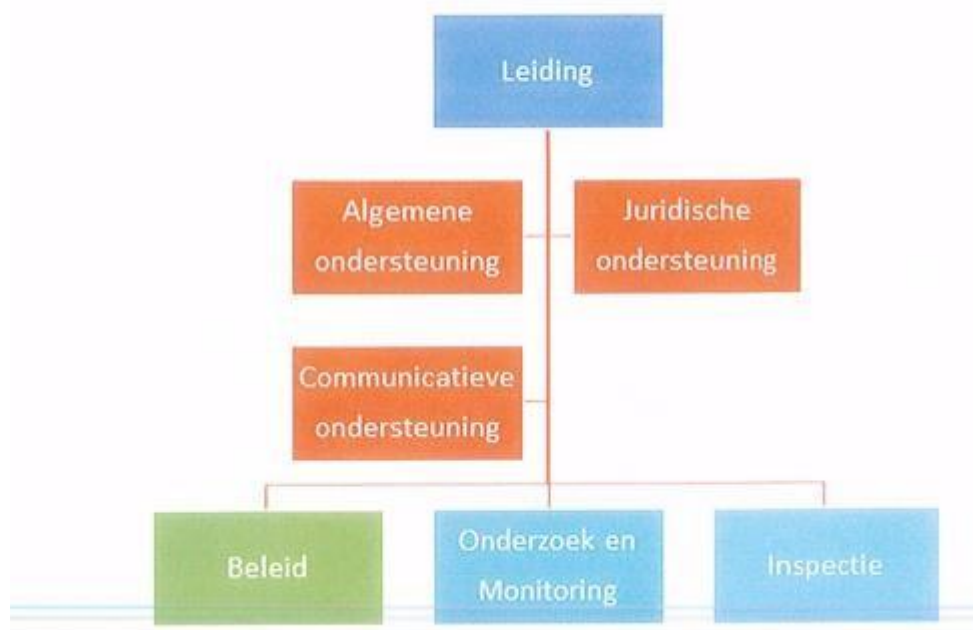 Leiding
Algemene
ondersteuning
Juridische
ondersteuning
Communicatieve
ondersteuning
Beleid
Onderzoek en
Monitoring
Inspectie